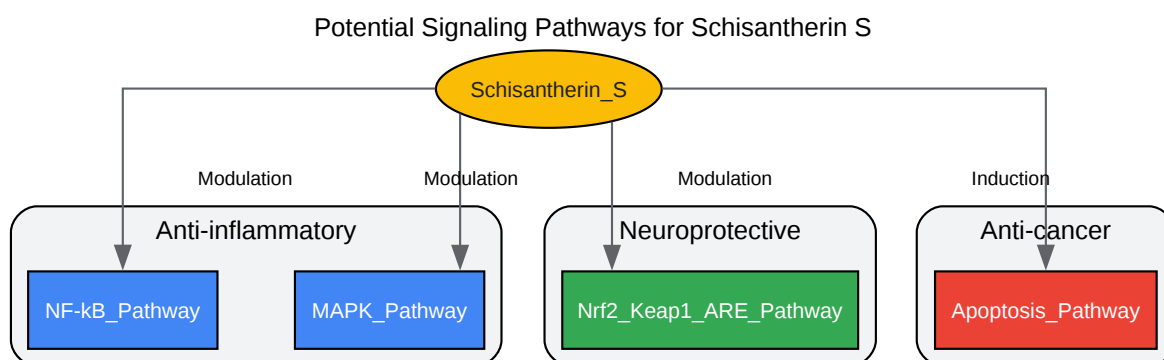 Potential Signaling Pathways for Schisantherin S
Schisantherin_S
Modulation
Modulation
Modulation
Induction
Anti-inflammatory
Neuroprotective
Anti-cancer
NF-kB_Pathway
MAPK_Pathway
Nrf2_Keap1_ARE_Pathway
Apoptosis_Pathway